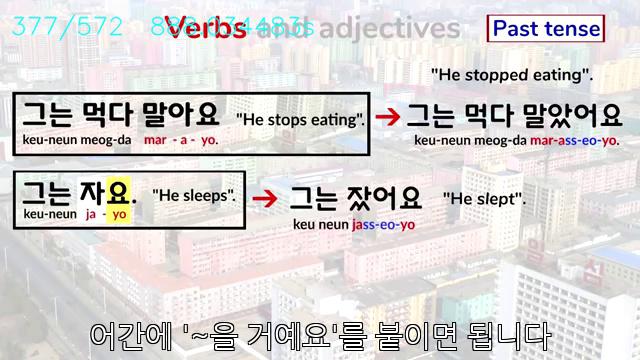 377/572
Verbs and adjectives
Past tense
"He stopped eating".
그는 먹다 말아요 "He stops eating". → 그는 먹다 말았어요
keu-neun meog-da mar - a - yo. keu-neun meog-da mar-ass-eo-yo.
그는 자요. "He sleeps". → 그는 잤어요 "He slept".
keu-neun ja - yo keu neun jass-eo-yo
어간에 '~을 거예요'를 붙이면 됩니다